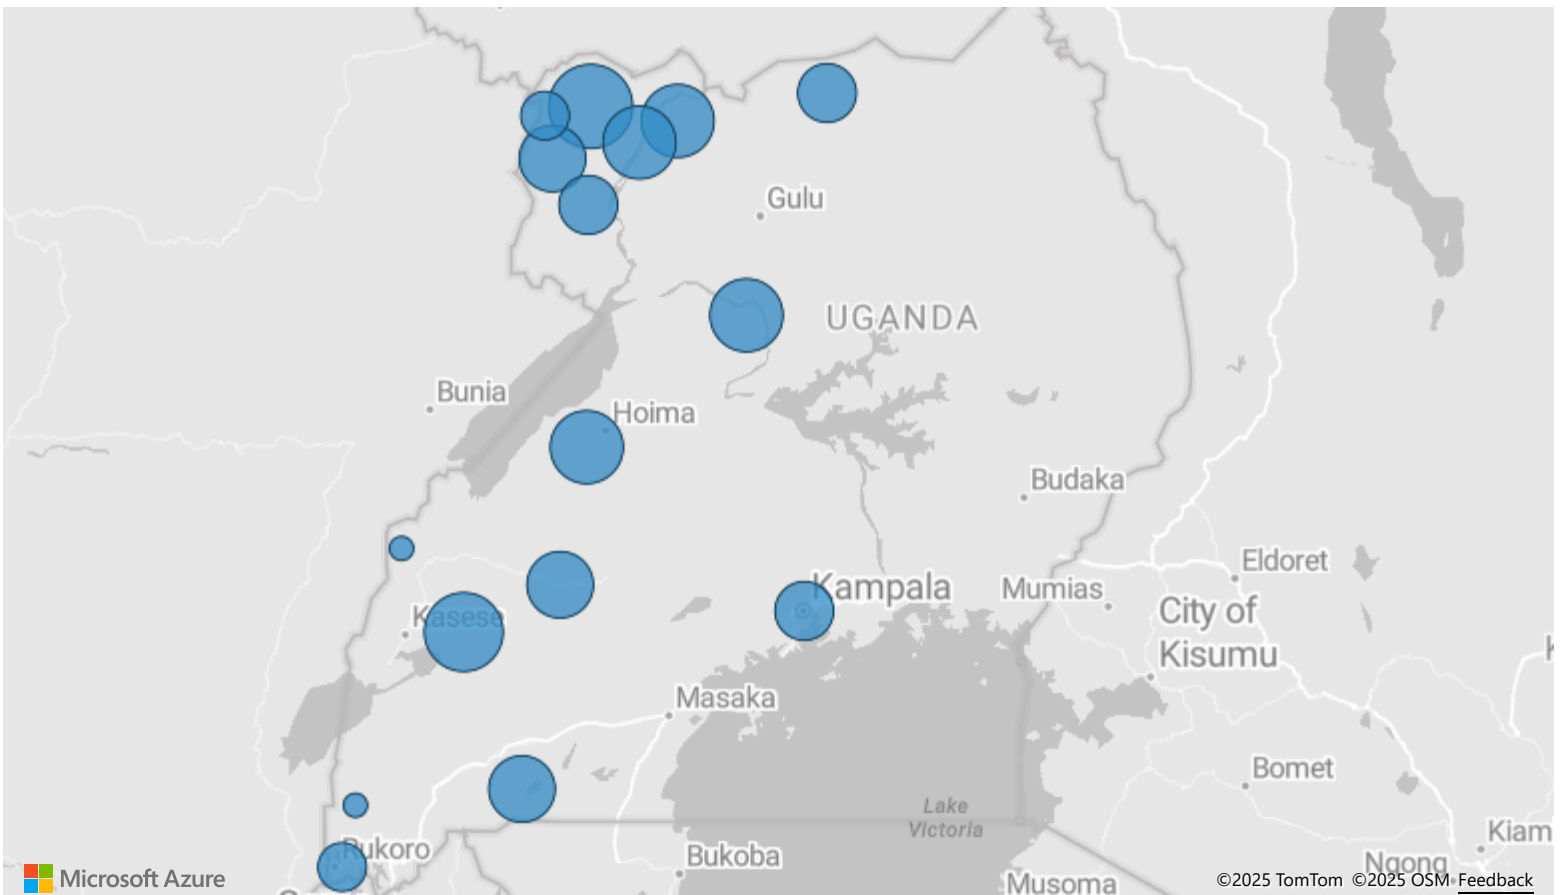 Gulu
UGANDA
Bunia
Hoima
Budaka
Eldoret
Kampala
Mumias
Kasese
City of
Kisumu
Masaka
Bomet
Lake
Victoria
Rukoro
Bukoba
Kiam
Ngong
Musoma
Microsoft Azure
©2025 TomTom ©2025 OSM Feedback